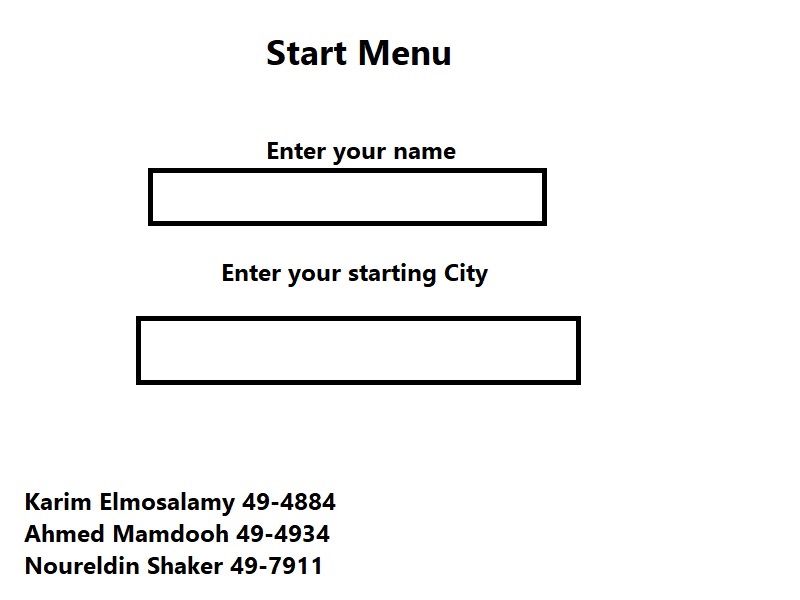 Start Menu
Enter your name
Enter your starting City
Karim Elmosalamy 49-4884
Ahmed Mamdooh 49-4934
Noureldin Shaker 49-7911